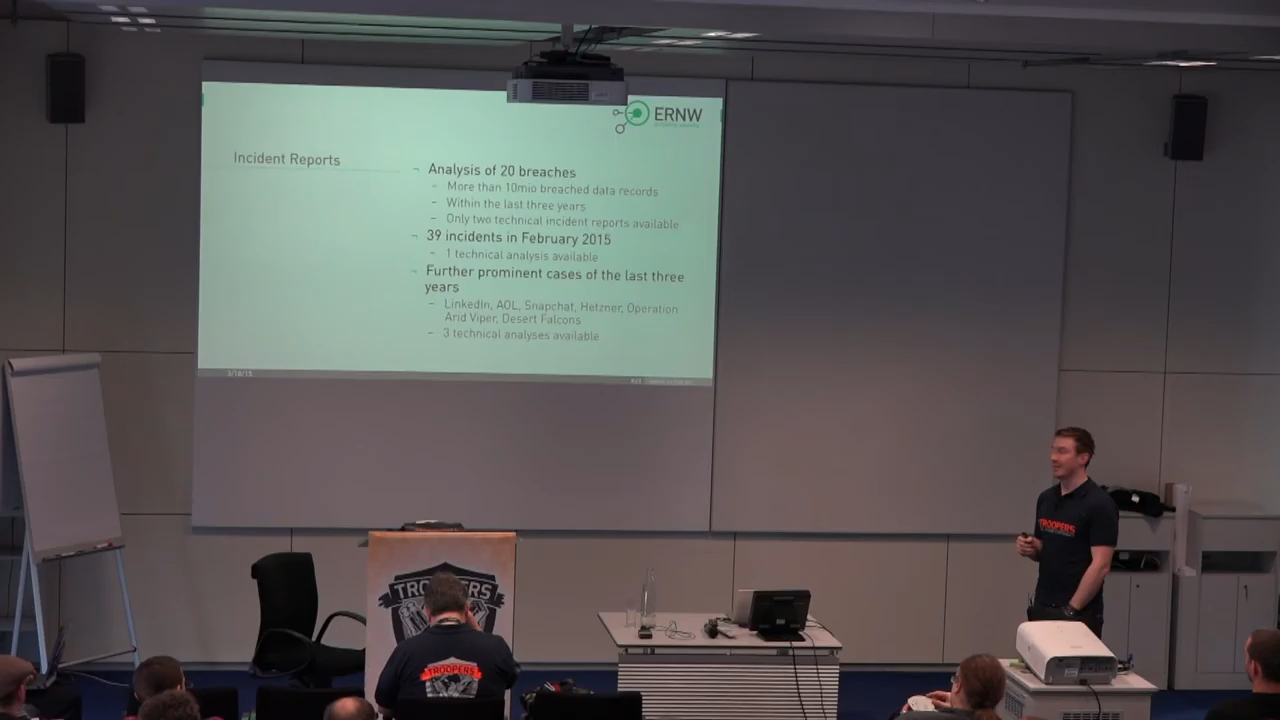 ERNW
Incident Reports
¬ Analysis of 20 breaches
– More than 10mio breached data records
– Within the last three years
– Only two technical incident reports available
¬ 39 incidents in February 2015
– 1 technical analysis available
¬ Further prominent cases of the last three
years
– LinkedIn, AOL, Snapchat, Hetzner, Operation
Arid Viper, Desert Falcons
– 3 technical analyses available
3/18/15
TROOPERS
TROOPERS
TROOPERS